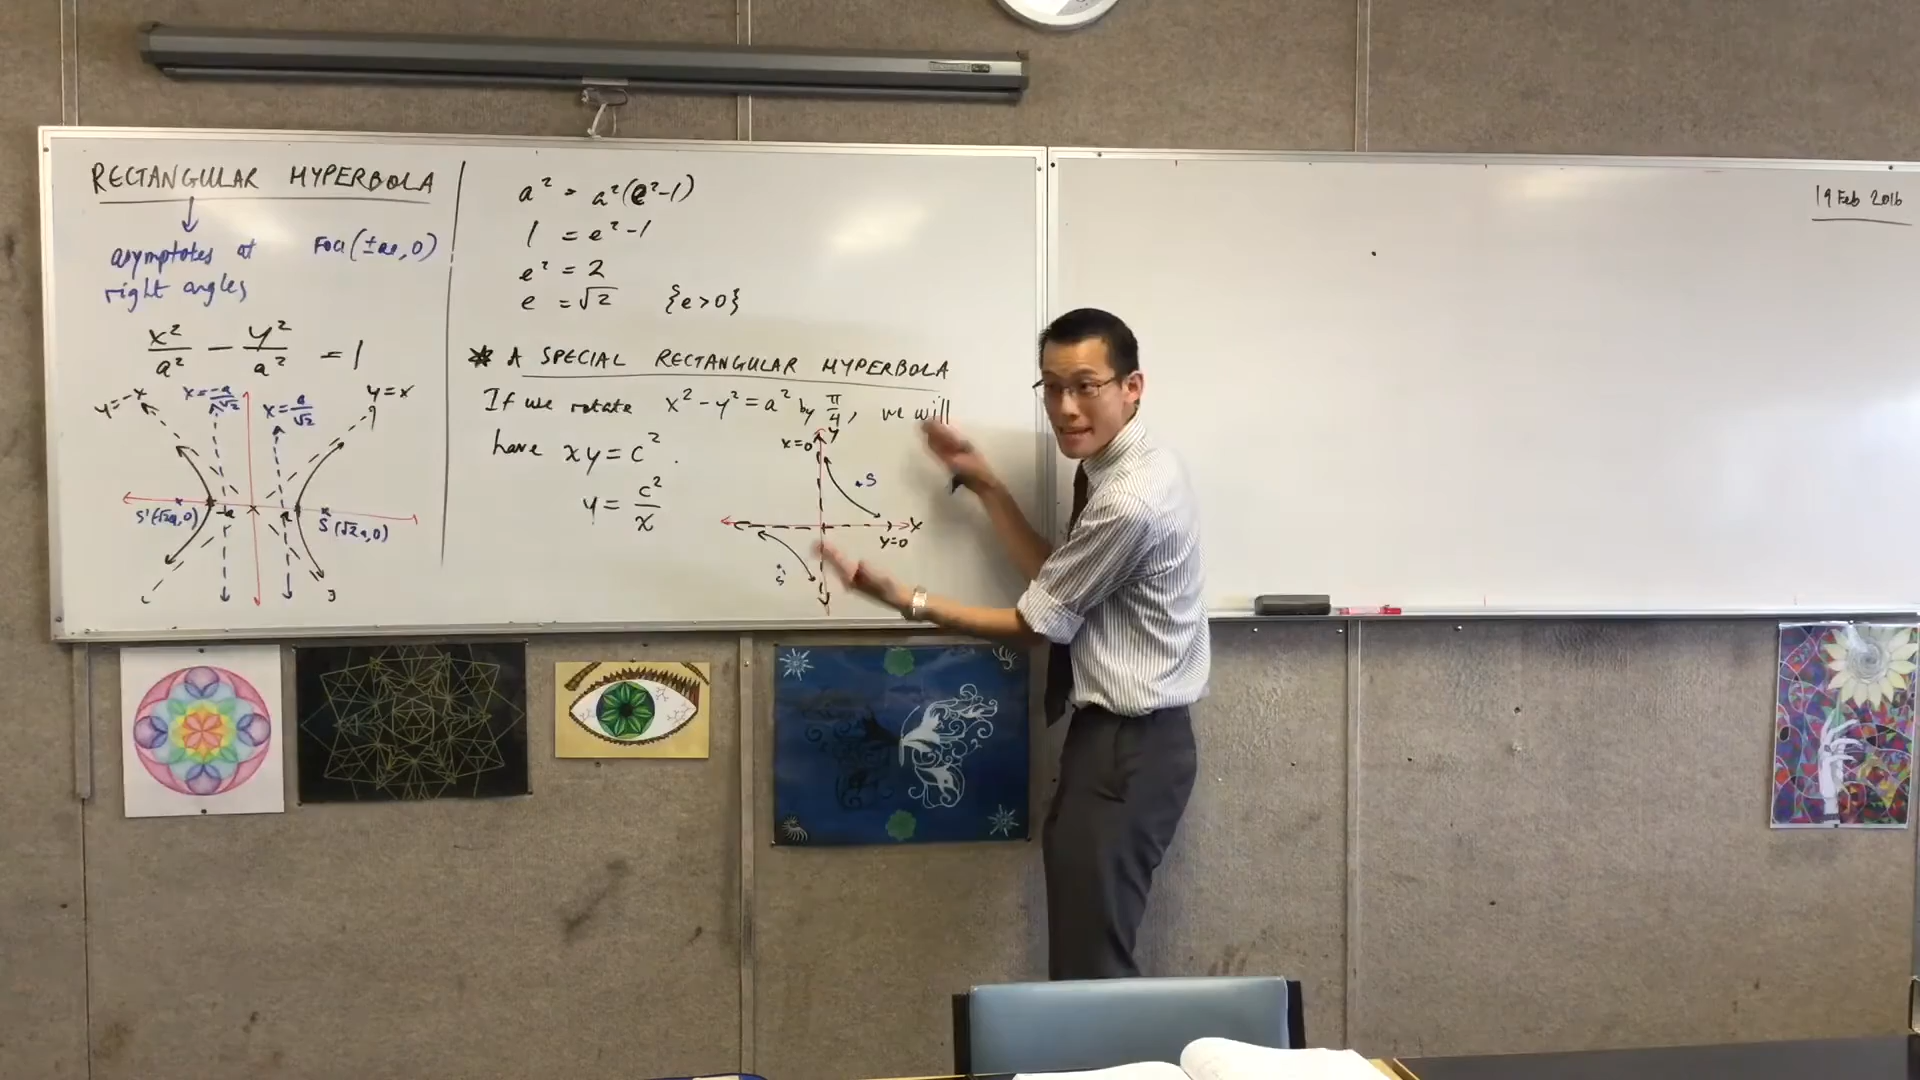 RECTANGULAR HYPERBOLA
asymptotes at
right angles
Foci (±ae, 0)
x²/a² - y²/a² = 1
y=-x
x=-a/√2
x=a/√2
y=x
S'(-√2a,0)
-a
a
S (√2a,0)
a² = a²(e²-1)
1 = e²-1
e² = 2
e = √2 {e>0}
* A SPECIAL RECTANGULAR HYPERBOLA
If we rotate x² - y² = a² by π/4, we will
have xy = c².
y = c²/x
x=0
y
S
x
y=0
S'
19 Feb 2016